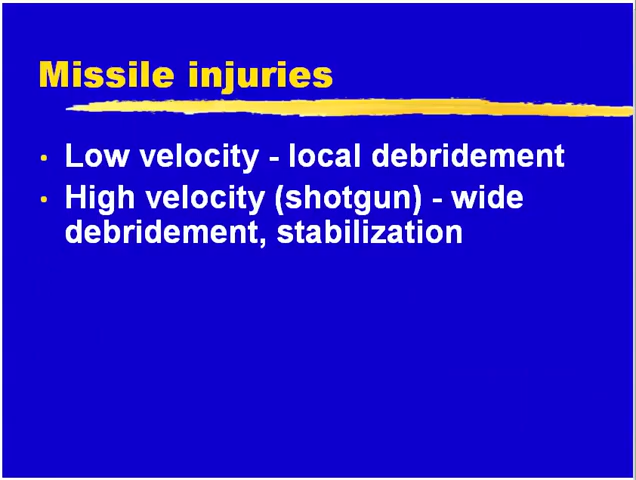 Missile injuries
• Low velocity - local debridement
• High velocity (shotgun) - wide
debridement, stabilization